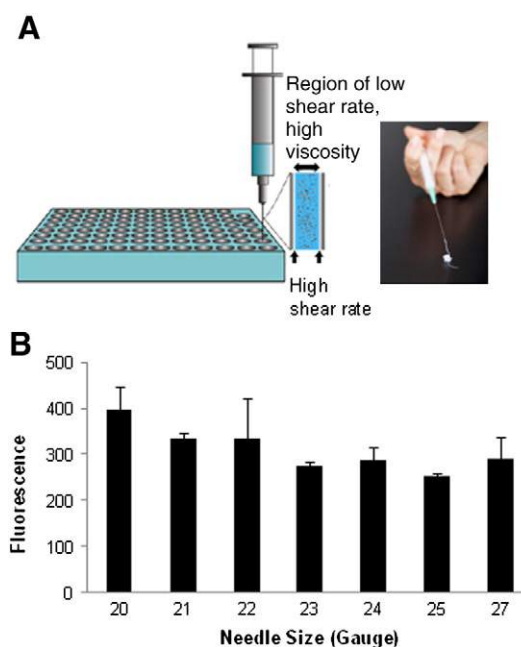 A
Region of low
shear rate,
high
viscosity
High
shear rate
B
500
400
300
200
100
0
Fluorescence
20 21 22 23 24 25 27
Needle Size (Gauge)